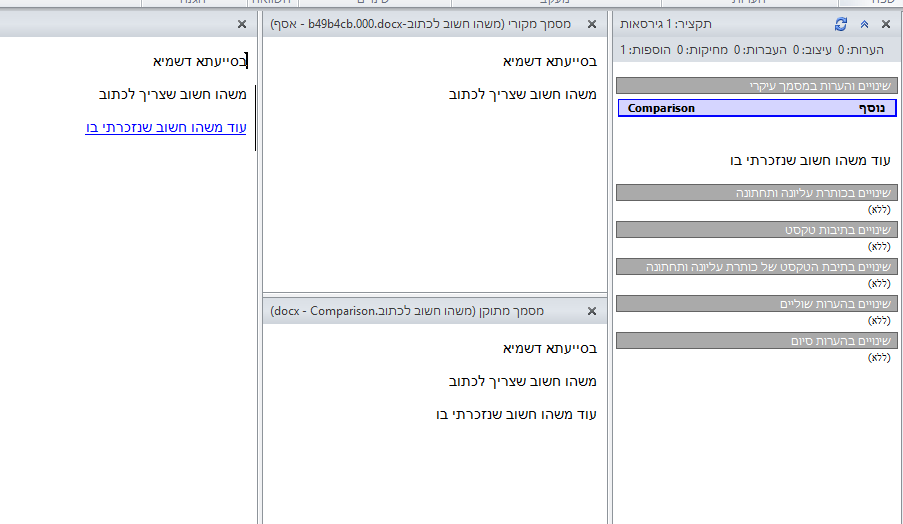 תקציר: 1 גירסאות
הערות: 0 עיצוב: 0 העברות: 0 מחיקות: 0 הוספות: 1
שינויים והערות במסמך עיקרי
נוסף Comparison
עוד משהו חשוב שנזכרתי בו
שינויים בכותרת עליונה ותחתונה
(ללא)
שינויים בתיבות טקסט
(ללא)
שינויים בתיבת הטקסט של כותרת עליונה ותחתונה
(ללא)
שינויים בהערות שוליים
(ללא)
שינויים בהערות סיום
(ללא)
מסמך מקורי (משהו חשוב לכתוב-b49b4cb.000.docx - אסף)
בסייעתא דשמיא
משהו חשוב שצריך לכתוב
מסמך מתוקן (משהו חשוב לכתוב.docx - Comparison)
בסייעתא דשמיא
משהו חשוב שצריך לכתוב
עוד משהו חשוב שנזכרתי בו
בסייעתא דשמיא
משהו חשוב שצריך לכתוב
עוד משהו חשוב שנזכרתי בו